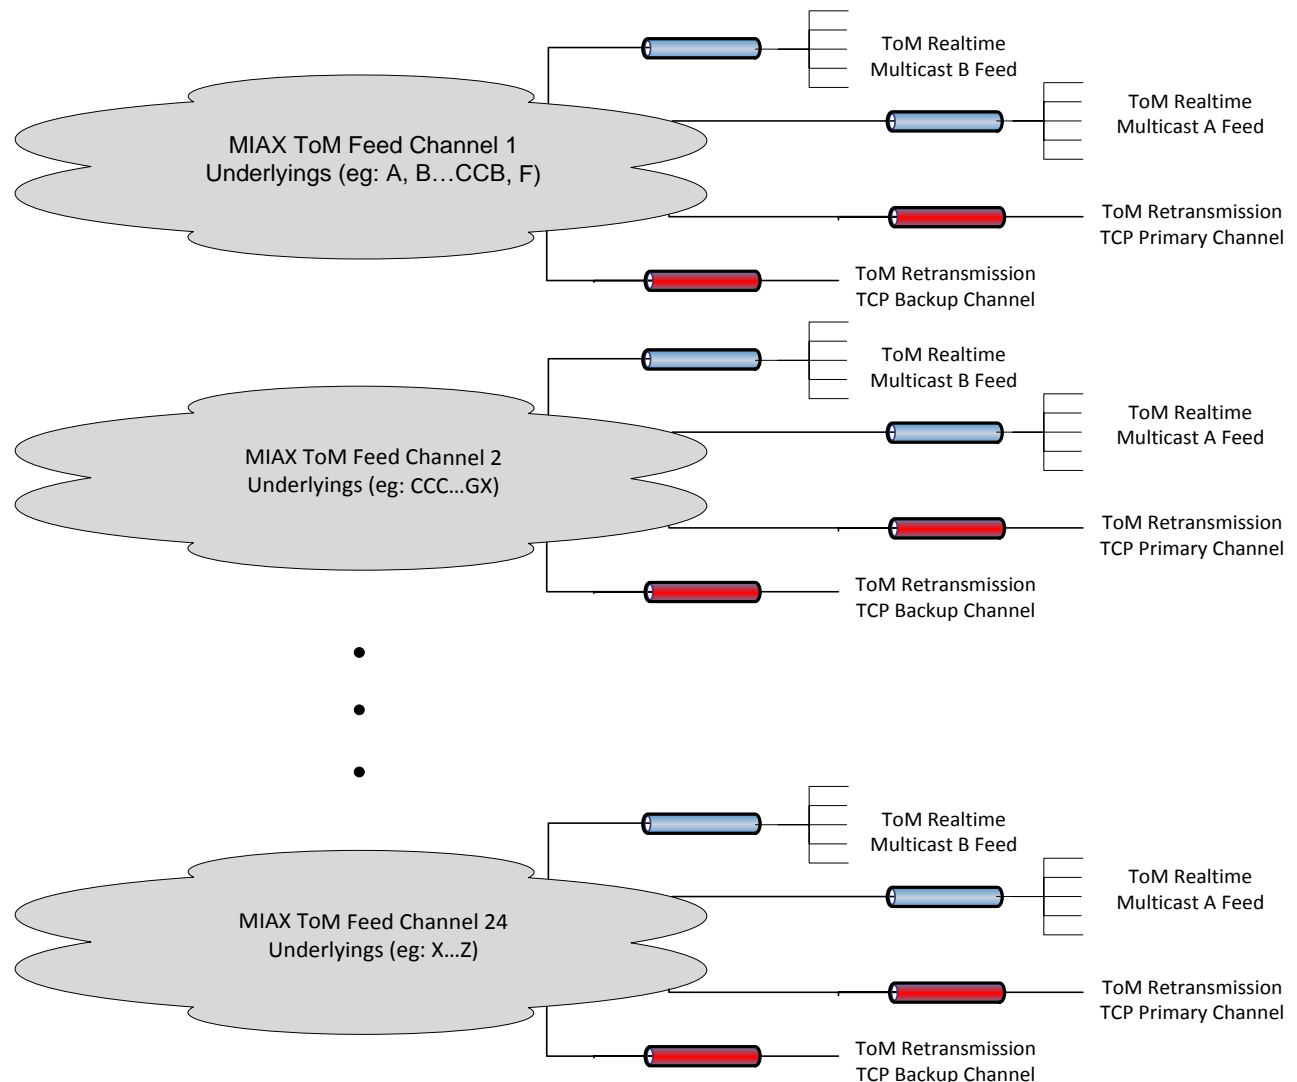 ToM Realtime
Multicast B Feed
ToM Realtime
Multicast A Feed
MIAX ToM Feed Channel 1
Underlyings (eg: A, B…CCB, F)
ToM Retransmission
TCP Primary Channel
ToM Retransmission
TCP Backup Channel
ToM Realtime
Multicast B Feed
ToM Realtime
Multicast A Feed
MIAX ToM Feed Channel 2
Underlyings (eg: CCC…GX)
ToM Retransmission
TCP Primary Channel
ToM Retransmission
TCP Backup Channel
ToM Realtime
Multicast B Feed
ToM Realtime
Multicast A Feed
MIAX ToM Feed Channel 24
Underlyings (eg: X…Z)
ToM Retransmission
TCP Primary Channel
ToM Retransmission
TCP Backup Channel